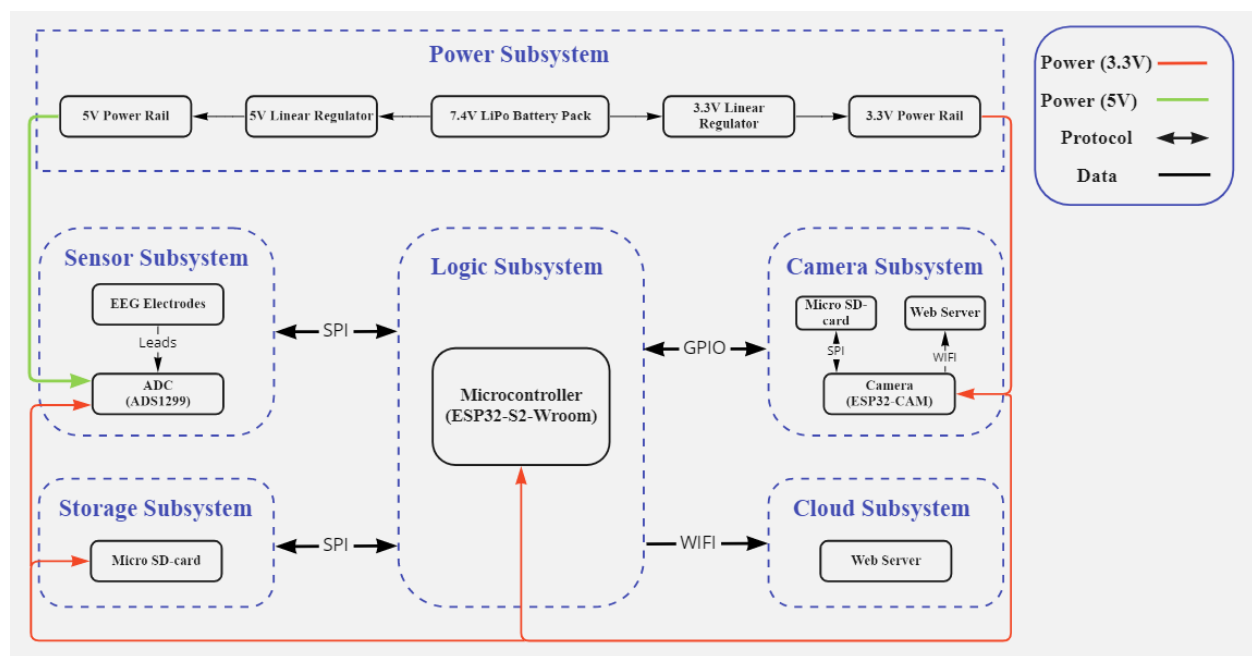 Power Subsystem
5V Power Rail
5V Linear Regulator
7.4V LiPo Battery Pack
3.3V Linear
Regulator
3.3V Power Rail
Power (3.3V)
Power (5V)
Protocol
Data
Sensor Subsystem
EEG Electrodes
Leads
ADC
(ADS1299)
SPI
Logic Subsystem
Microcontroller
(ESP32-S2-Wroom)
GPIO
Camera Subsystem
Micro SD-
card
Web Server
SPI
WIFI
Camera
(ESP32-CAM)
Storage Subsystem
Micro SD-card
SPI
WIFI
Cloud Subsystem
Web Server